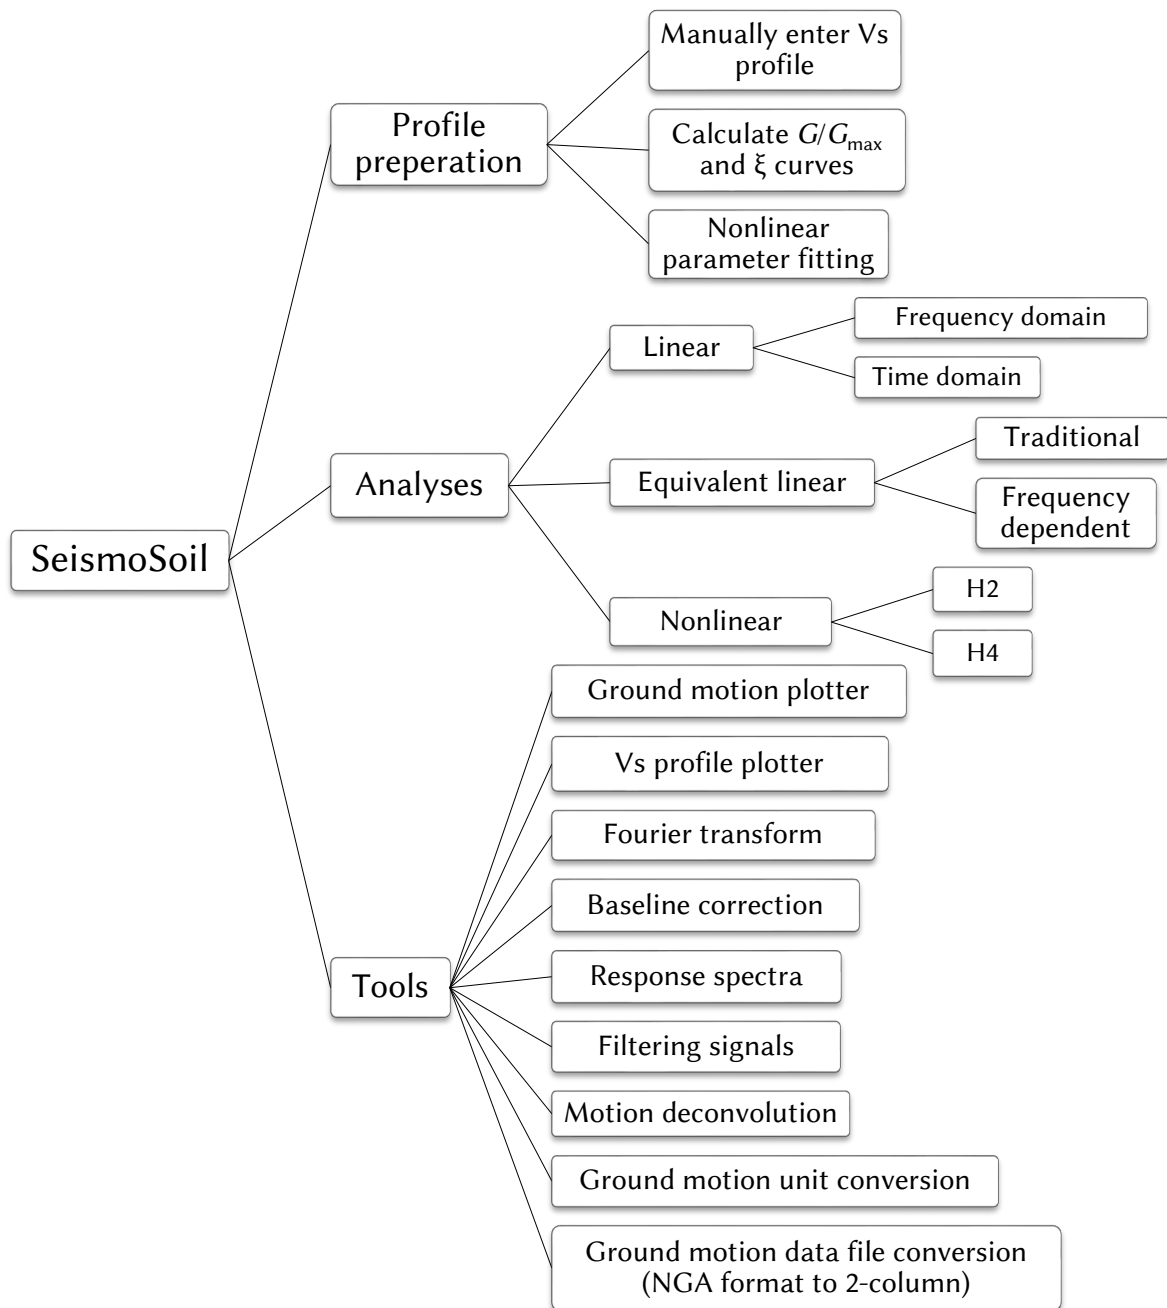 SeismoSoil
Profile
preperation
Manually enter Vs
profile
Calculate G/Gmax
and ξ curves
Nonlinear
parameter fitting
Analyses
Linear
Frequency domain
Time domain
Equivalent linear
Traditional
Frequency
dependent
Nonlinear
H2
H4
Tools
Ground motion plotter
Vs profile plotter
Fourier transform
Baseline correction
Response spectra
Filtering signals
Motion deconvolution
Ground motion unit conversion
Ground motion data file conversion
(NGA format to 2-column)